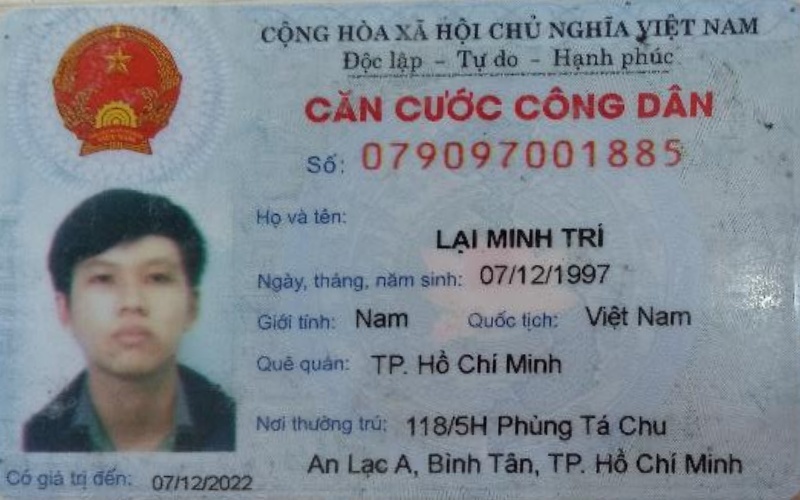 CỘNG HÒA XÃ HỘI CHỦ NGHĨA VIỆT NAM
Độc lập - Tự do - Hạnh phúc
CĂN CƯỚC CÔNG DÂN
Số: 079097001885
Họ và tên:
LẠI MINH TRÍ
Ngày, tháng, năm sinh: 07/12/1997
Giới tính: Nam Quốc tịch: Việt Nam
Quê quán: TP. Hồ Chí Minh
Nơi thường trú: 118/5H Phùng Tá Chu
An Lạc A, Bình Tân, TP. Hồ Chí Minh
Có giá trị đến: 07/12/2022